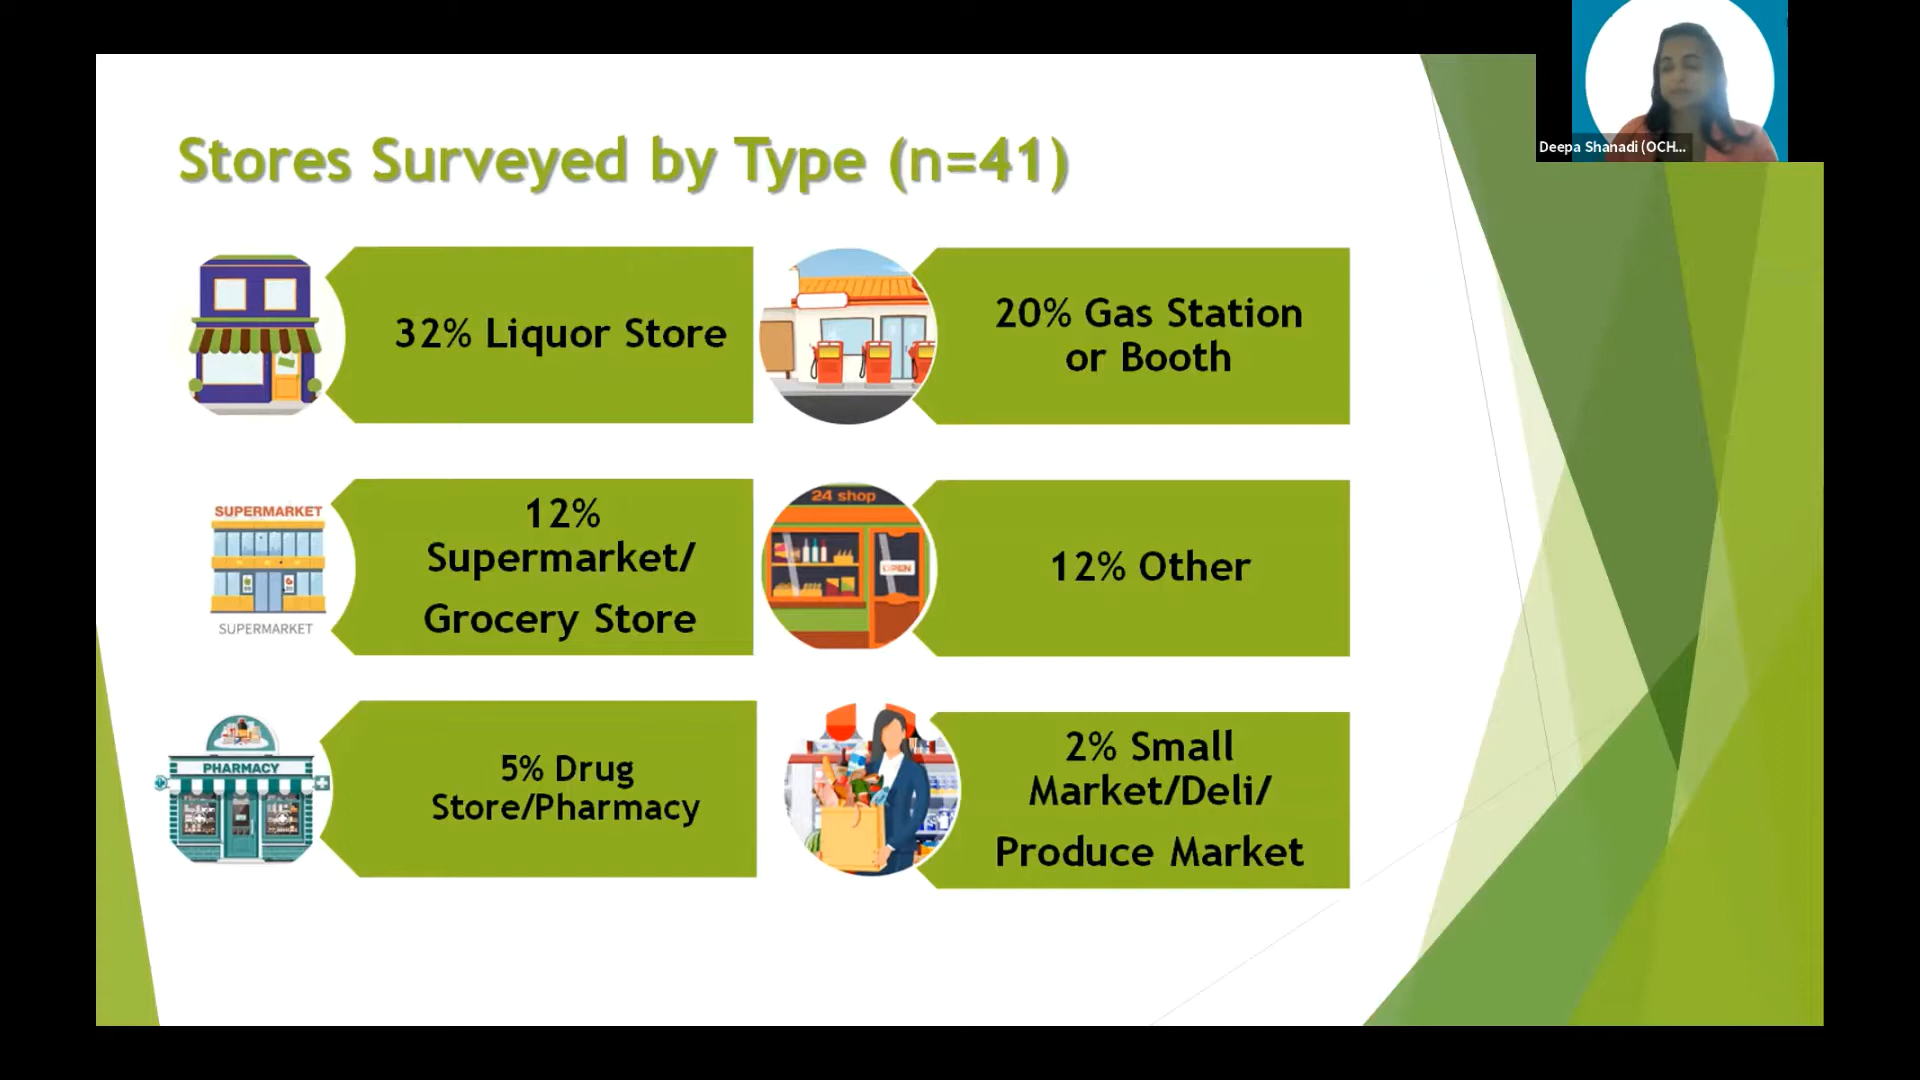 Deepa Shanadi (OCH...
Stores Surveyed by Type (n=41)
32% Liquor Store
20% Gas Station
or Booth
SUPERMARKET
SUPERMARKET
12%
Supermarket/
Grocery Store
24 shop
OPEN
12% Other
PHARMACY
5% Drug
Store/Pharmacy
2% Small
Market/Deli/
Produce Market